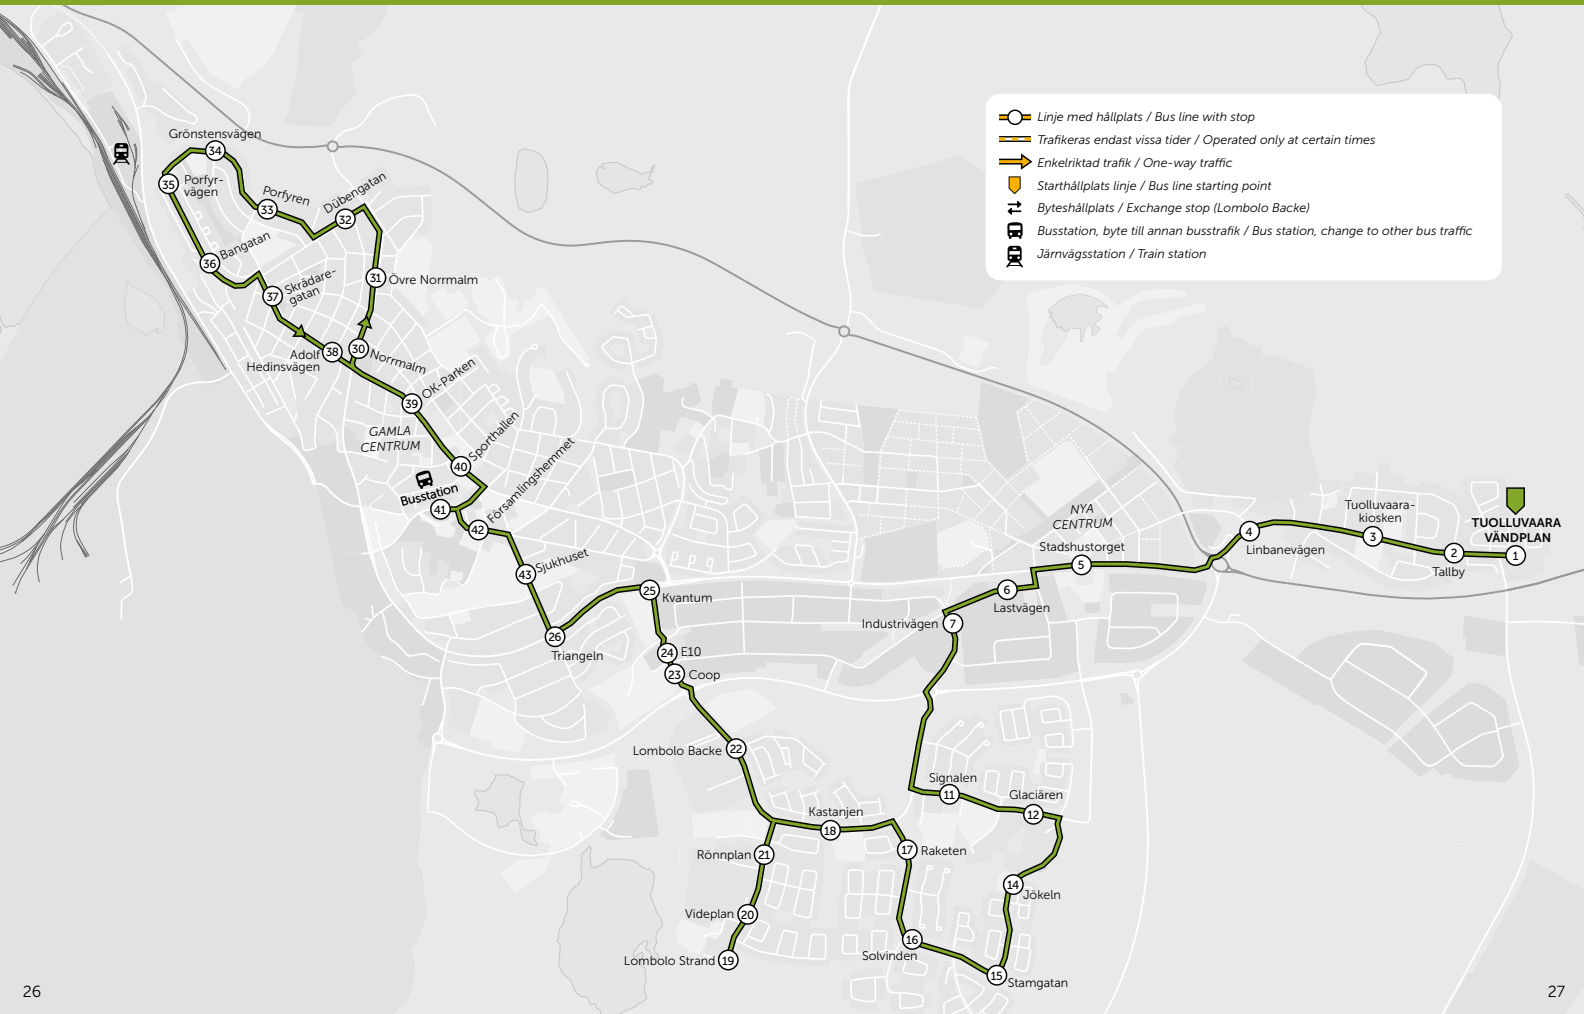 Linje med hållplats / Bus line with stop
Trafikeras endast vissa tider / Operated only at certain times
Enkelriktad trafik / One-way traffic
Starthållplats linje / Bus line starting point
Byteshållplats / Exchange stop (Lombolo Backe)
Busstation, byte till annan busstrafik / Bus station, change to other bus traffic
Järnvägsstation / Train station
Grönstensvägen
34
35
Porfyr-
vägen
Porfyren
33
Dübengatan
32
36
Bangatan
31
Övre Norrmalm
37
Skrädare-
gatan
Adolf
Hedinsvägen
38
30
Norrmalm
39
OK-Parken
GAMLA
CENTRUM
40
Sporthallen
Busstation
41
42
Församlingshemmet
43
Sjukhuset
26
Triangeln
25
Kvantum
24
E10
23
Coop
Lombolo Backe
22
Rönnplan
21
Videplan
20
Lombolo Strand
19
Kastanjen
18
17
Raketen
16
Solvinden
15
Stamgatan
14
Jökeln
Glaciären
12
Signalen
11
Industrivägen
7
6
Lastvägen
NYA
CENTRUM
Stadshustorget
5
4
Linbanevägen
Tuolluvaara-
kiosken
3
2
Tallby
TUOLLUVAARA
VÄNDPLAN
1
26
27